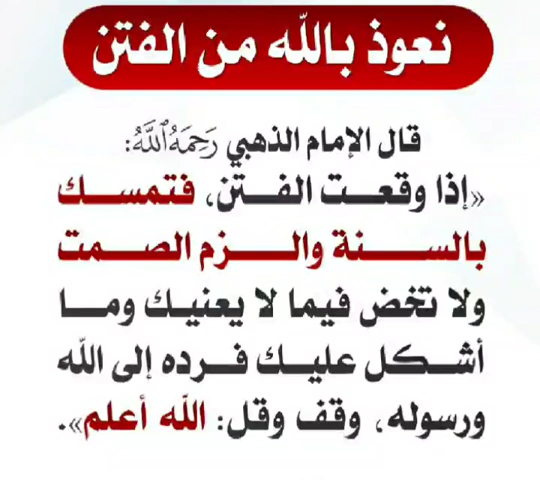 نعوذ بالله من الفتن
قال الإمام الذهبي رَحِمَهُ ٱللَّهُ:
«إذا وقعت الفتن، فتمسك
بالسنة والزم الصمت
ولا تخض فيما لا يعنيك وما
أشكل عليك فرده إلى الله
ورسوله، وقف وقل: الله أعلم».